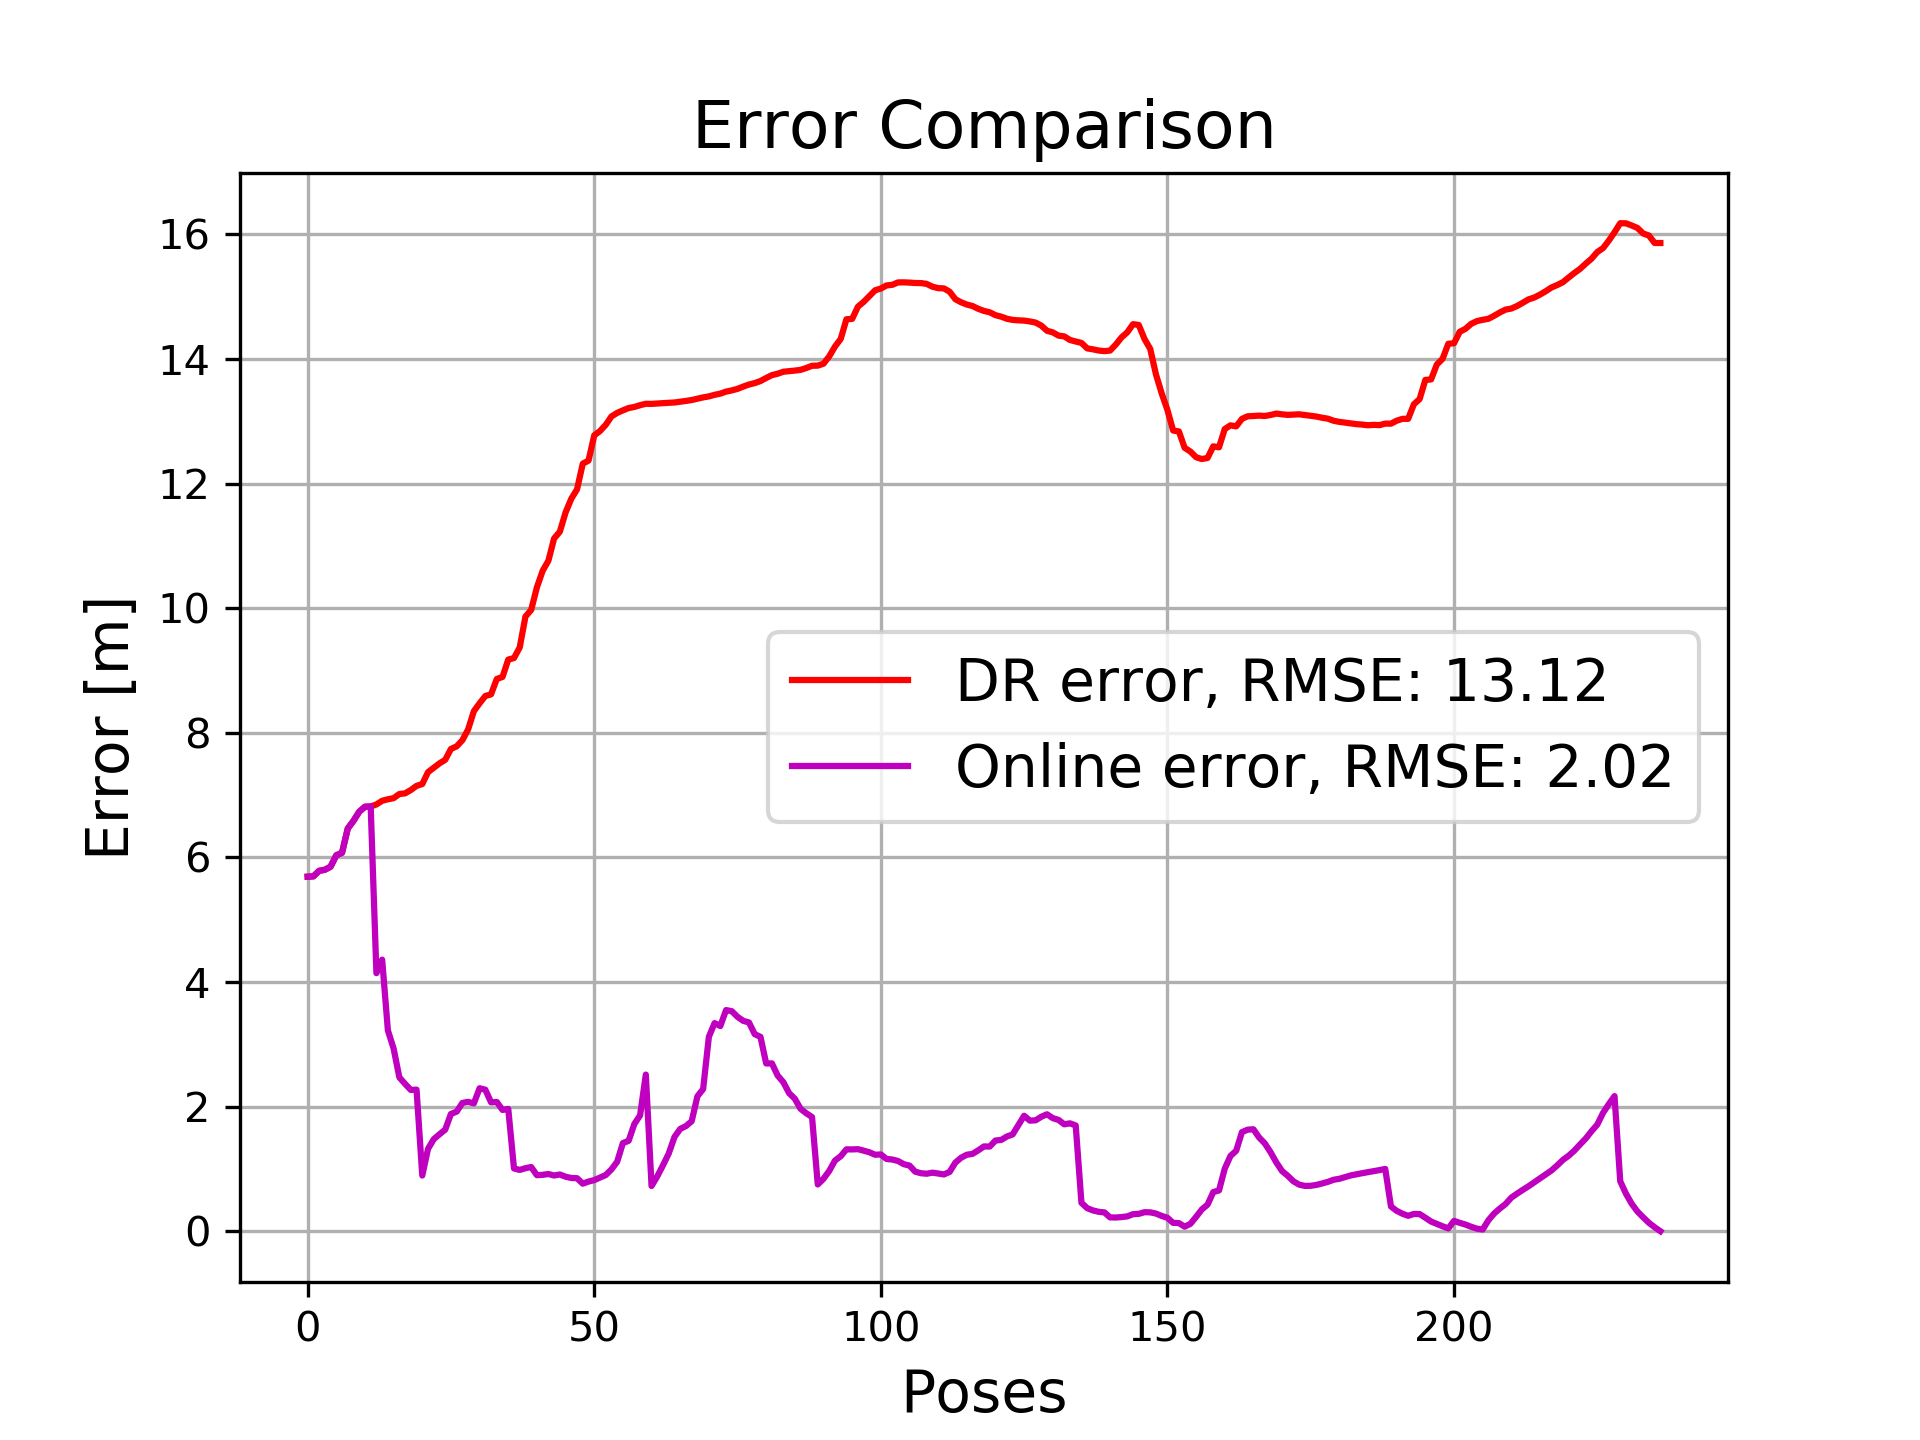 Error Comparison
Error [m]
16
14
12
10
8
6
4
2
0
DR error, RMSE: 13.12
Online error, RMSE: 2.02
0 50 100 150 200
Poses